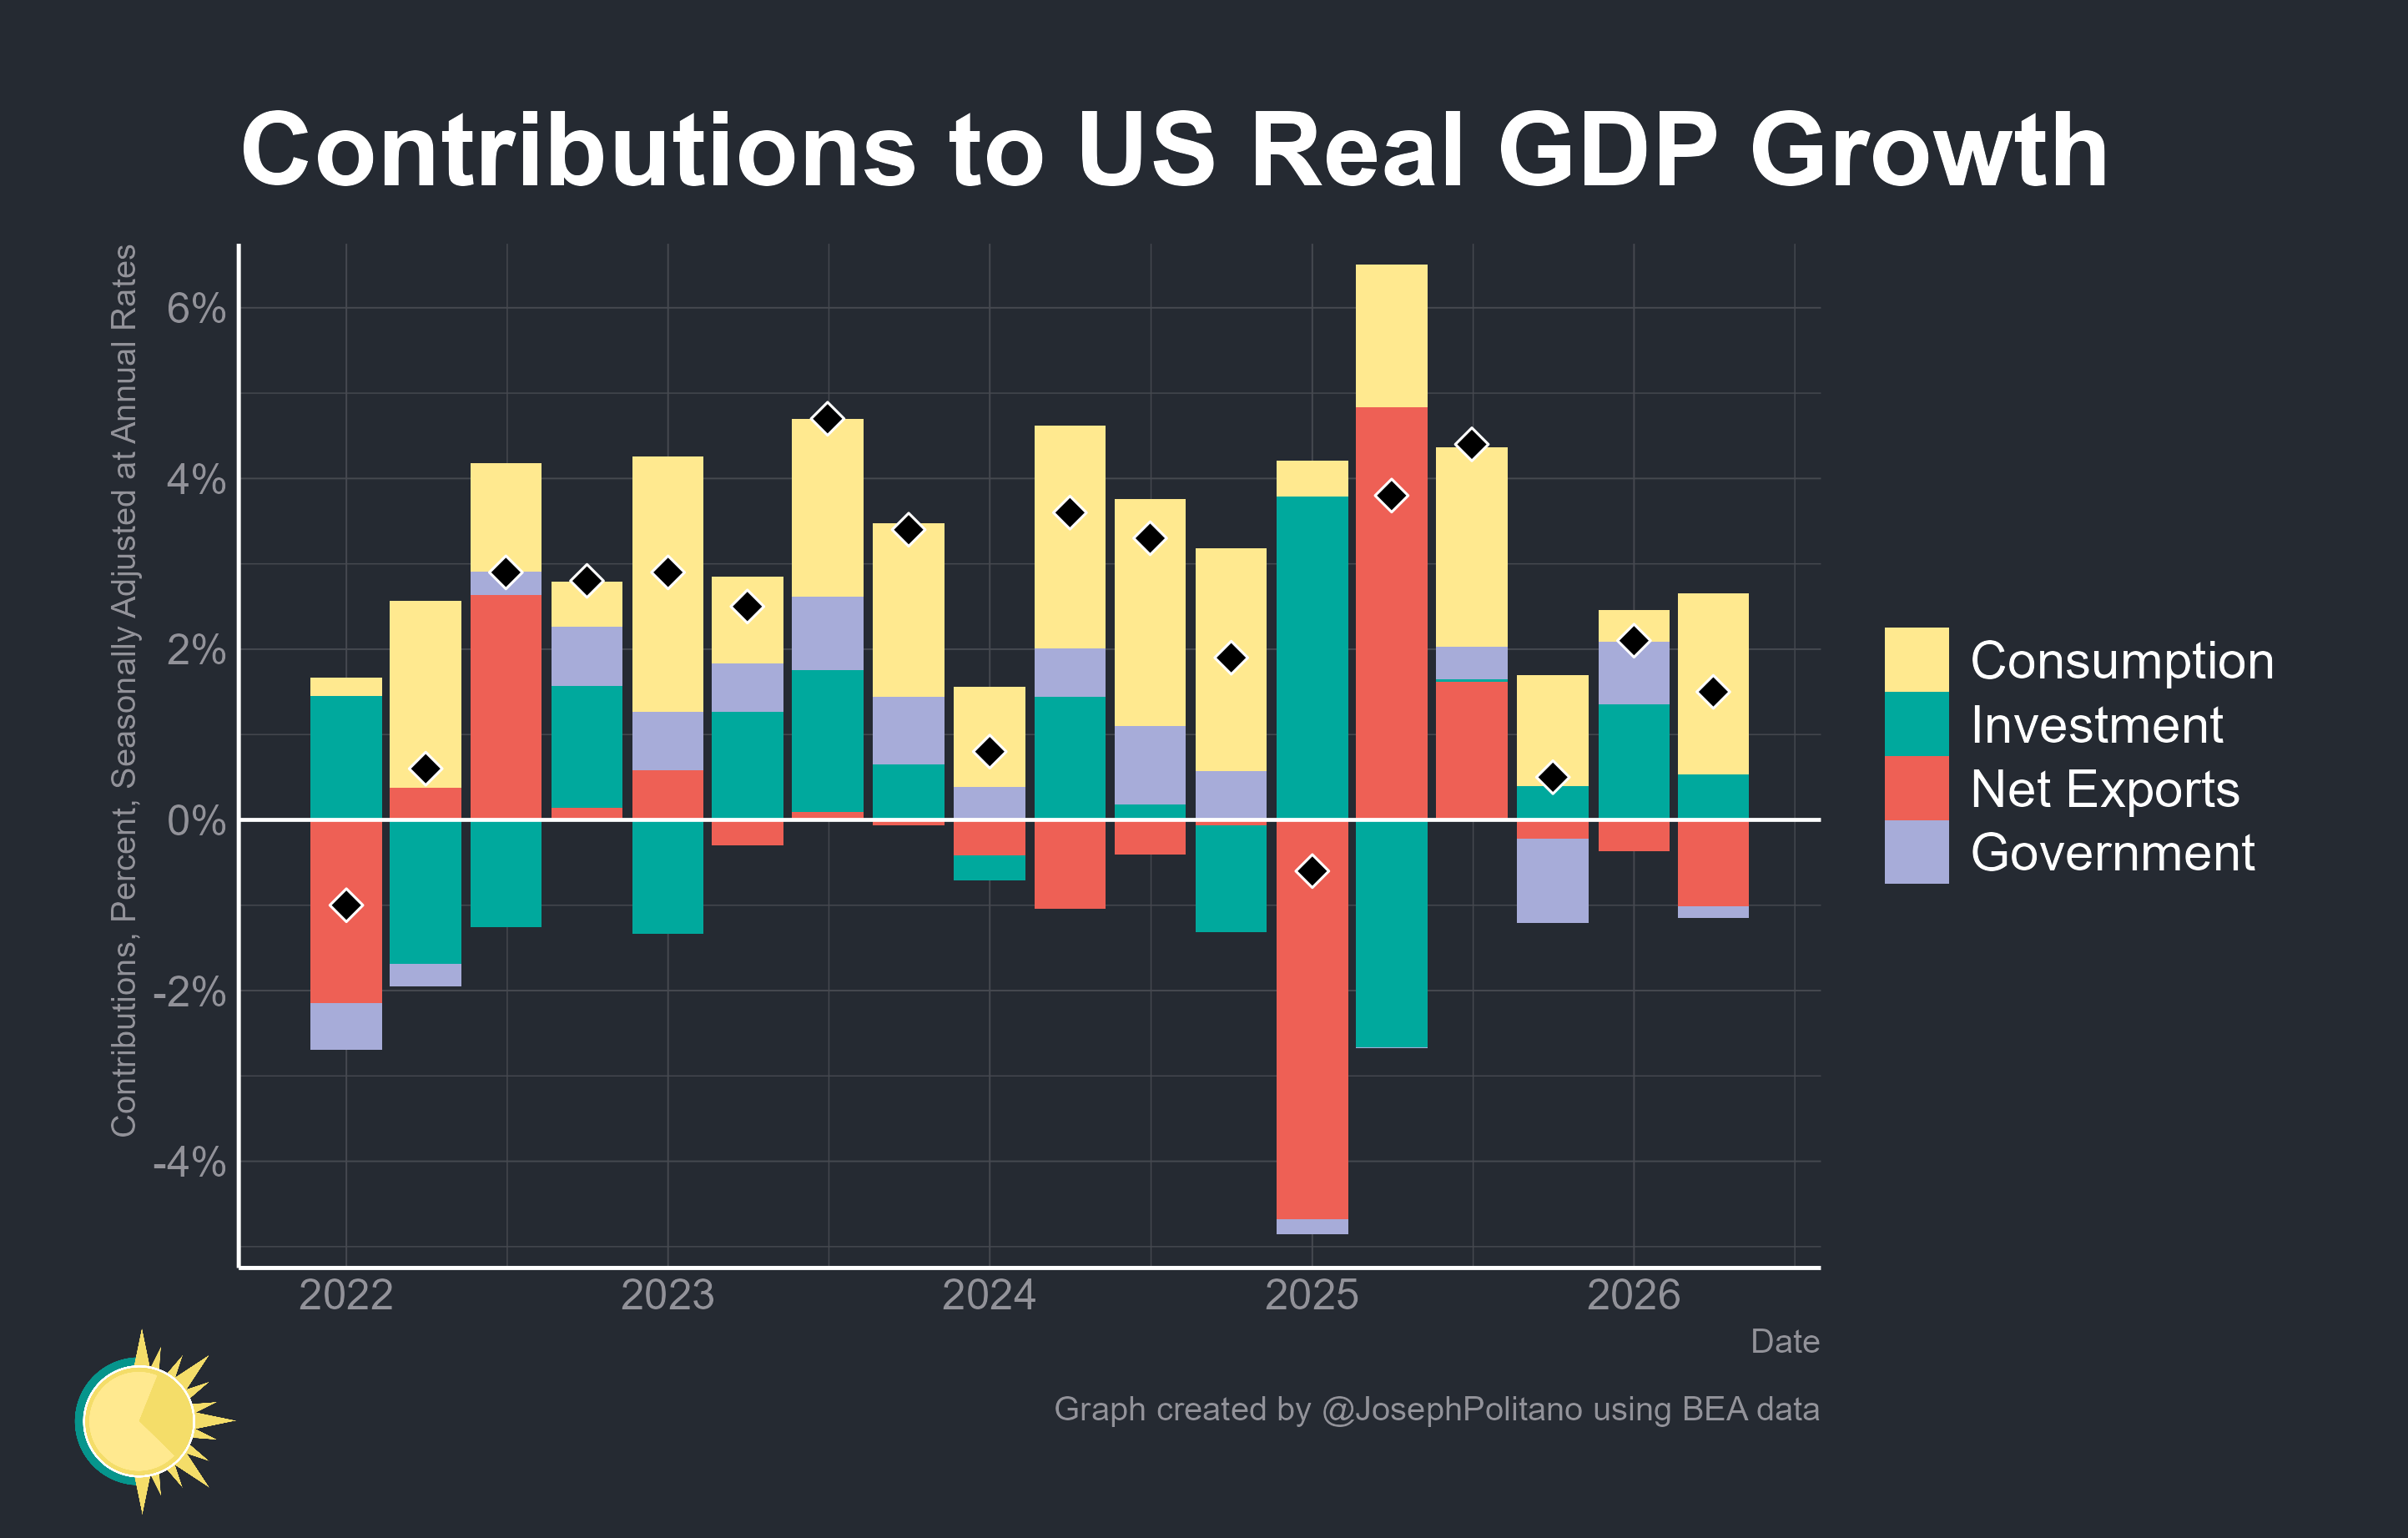 Contributions to US Real GDP Growth
Contributions, Percent, Seasonally Adjusted at Annual Rates
6%
4%
2%
0%
-2%
-4%
2022
2023
2024
2025
2026
Date
Consumption
Investment
Net Exports
Government
Graph created by @JosephPolitano using BEA data